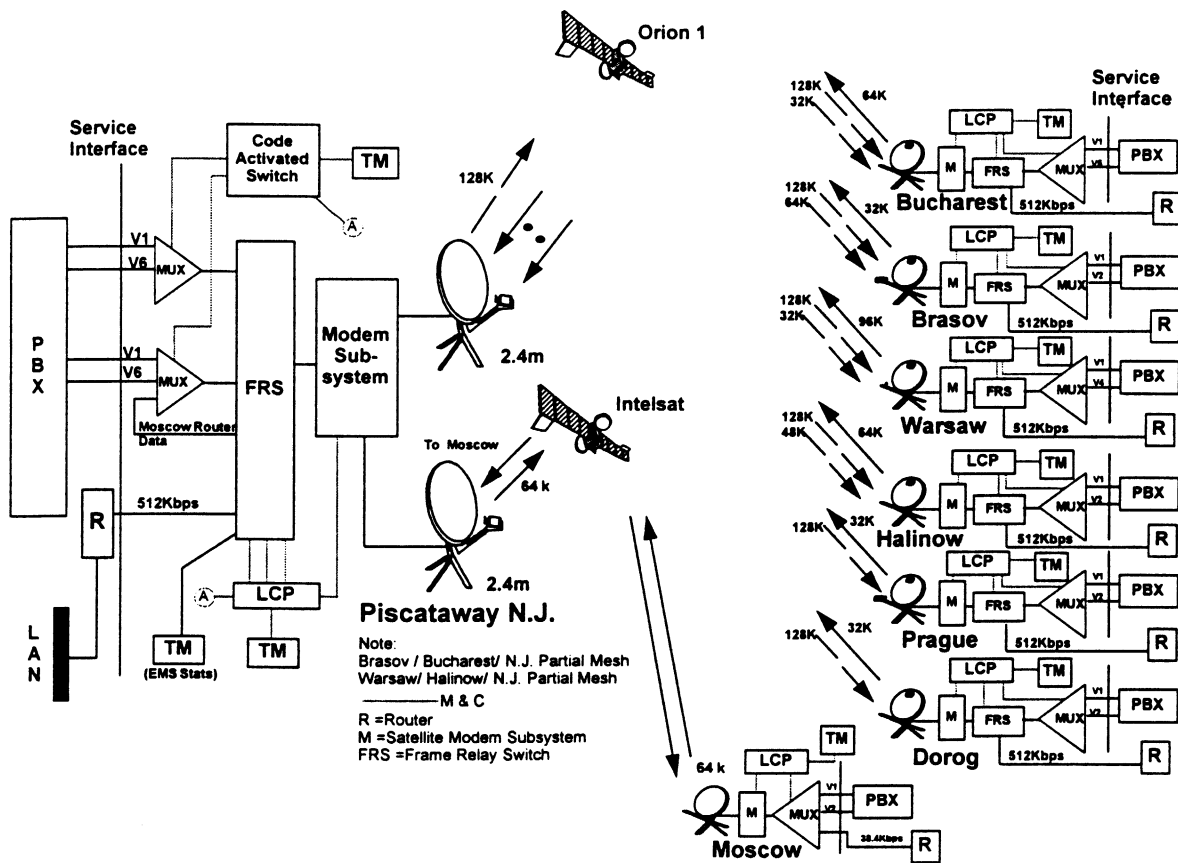 Orion 1
Service
Interface
Code
Activated
Switch
TM
A
128K
PBX
V1
V6
MUX
V1
V6
MUX
Moscow Router
Data
FRS
Modem
Sub-
system
2.4m
Intelsat
To Moscow
64 k
2.4m
R
512Kbps
LAN
A
LCP
TM
(EMS Stats)
TM
Piscataway N.J.
Note:
Brasov / Bucharest/ N.J. Partial Mesh
Warsaw/ Halinow/ N.J. Partial Mesh
M & C
R =Router
M =Satellite Modem Subsystem
FRS =Frame Relay Switch
Service
Interface
128K
32K
64K
LCP
TM
M
FRS
MUX
V1
V6
PBX
Bucharest
512Kbps
R
128K
64K
32K
LCP
TM
M
FRS
MUX
V1
V2
PBX
Brasov
512Kbps
R
128K
32K
96K
LCP
TM
M
FRS
MUX
V1
V4
PBX
Warsaw
512Kbps
R
128K
48K
64K
LCP
TM
M
FRS
MUX
V1
V2
PBX
Halinow
512Kbps
R
128K
32K
LCP
TM
M
FRS
MUX
V1
V2
PBX
Prague
512Kbps
R
128K
32K
LCP
TM
M
FRS
MUX
V1
V2
PBX
Dorog
512Kbps
R
64 k
LCP
TM
M
MUX
V1
V2
PBX
38.4Kbps
R
Moscow